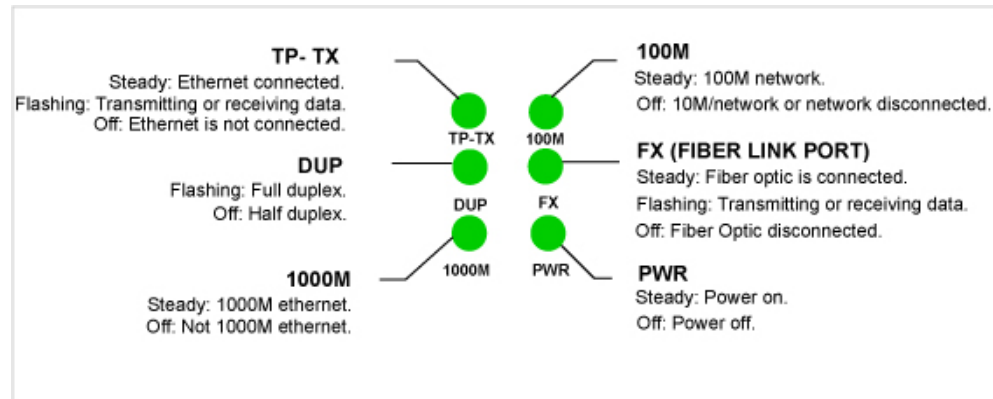 TP- TX
Steady: Ethernet connected.
Flashing: Transmitting or receiving data.
Off: Ethernet is not connected.
DUP
Flashing: Full duplex.
Off: Half duplex.
1000M
Steady: 1000M ethernet.
Off: Not 1000M ethernet.
TP-TX 100M
DUP FX
1000M PWR
100M
Steady: 100M network.
Off: 10M/network or network disconnected.
FX (FIBER LINK PORT)
Steady: Fiber optic is connected.
Flashing: Transmitting or receiving data.
Off: Fiber Optic disconnected.
PWR
Steady: Power on.
Off: Power off.